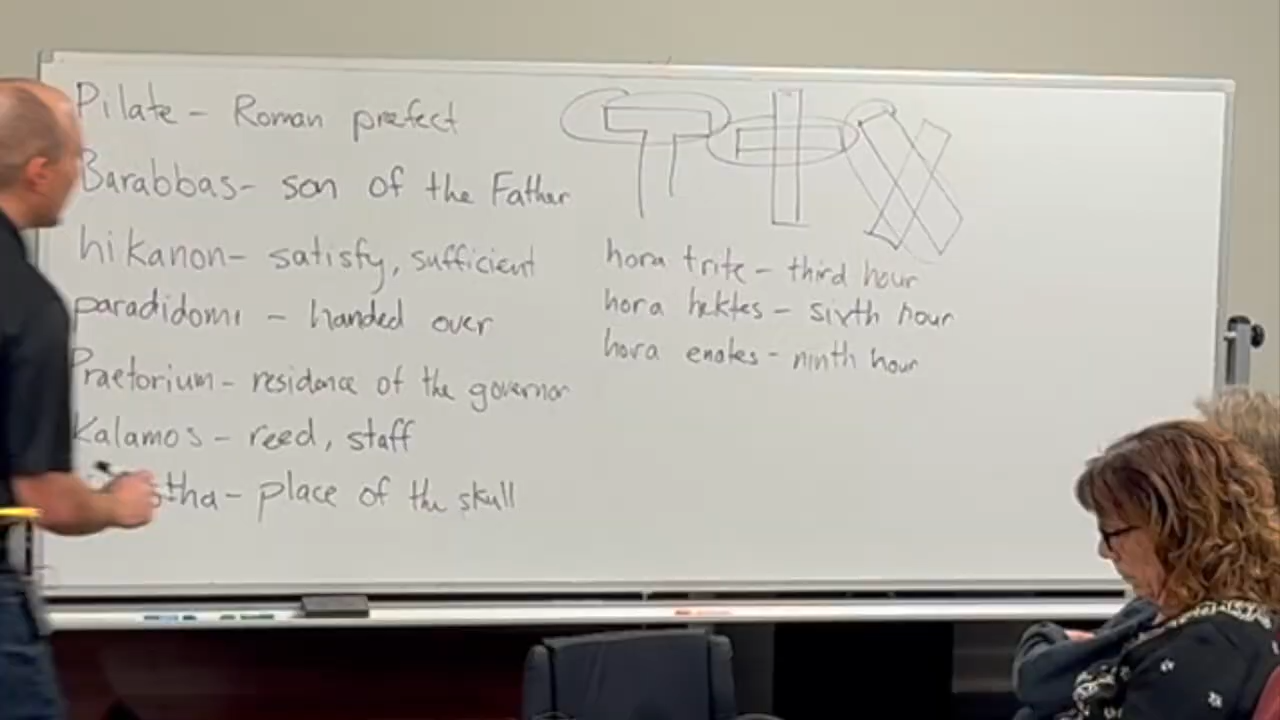 Pilate - Roman prefect
Barabbas - son of the Father
hikanon - satisfy, sufficient
paradidomi - handed over
Praetorium - residence of the governor
Kalamos - reed, staff
tha - place of the skull
hora trite - third hour
hora hektes - sixth hour
hora enates - ninth hour